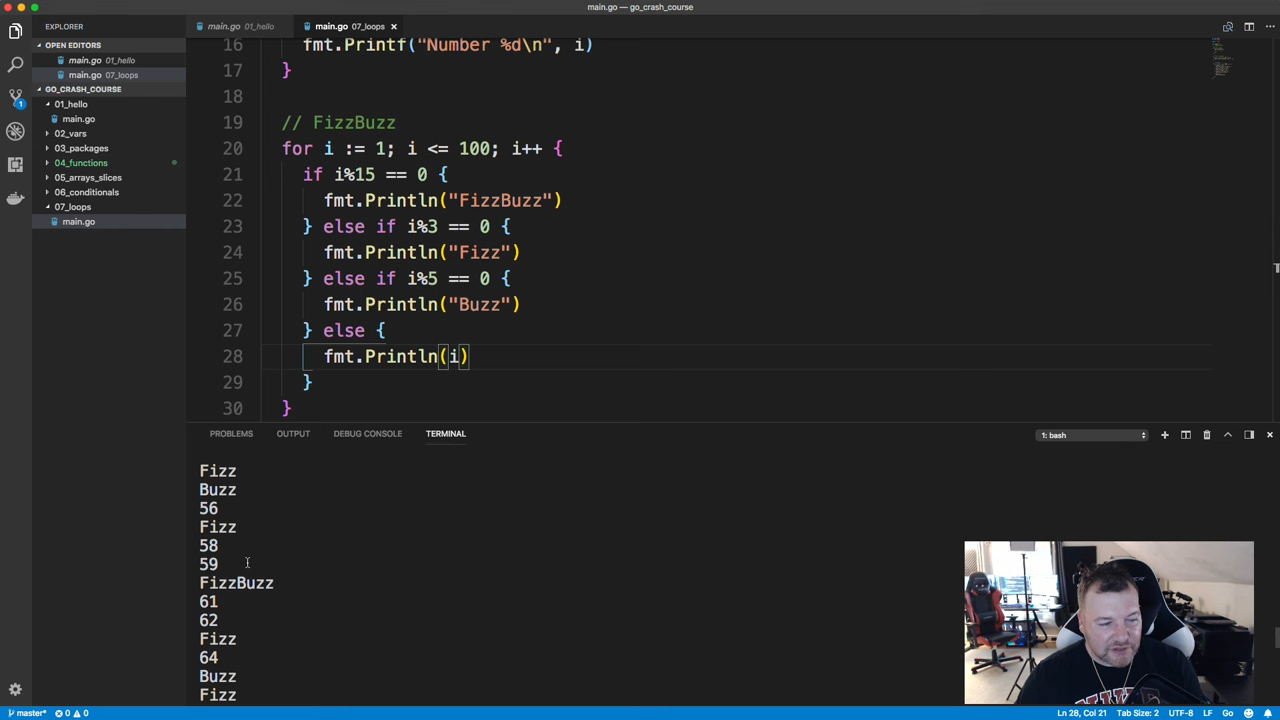 main.go — go_crash_course
EXPLORER
OPEN EDITORS
main.go 01_hello
main.go 07_loops
GO_CRASH_COURSE
01_hello
main.go
02_vars
03_packages
04_functions
05_arrays_slices
06_conditionals
07_loops
main.go
1
main.go 01_hello
main.go 07_loops
16 fmt.Printf("Number %d\n", i)
17 }
18
19 // FizzBuzz
20 for i := 1; i <= 100; i++ {
21 if i%15 == 0 {
22 fmt.Println("FizzBuzz")
23 } else if i%3 == 0 {
24 fmt.Println("Fizz")
25 } else if i%5 == 0 {
26 fmt.Println("Buzz")
27 } else {
28 fmt.Println(i)
29 }
30 }
PROBLEMS OUTPUT DEBUG CONSOLE TERMINAL 1: bash
Fizz
Buzz
56
Fizz
58
59
FizzBuzz
61
62
Fizz
64
Buzz
Fizz
master* 0 0 Ln 28, Col 21 Tab Size: 2 UTF-8 LF Go